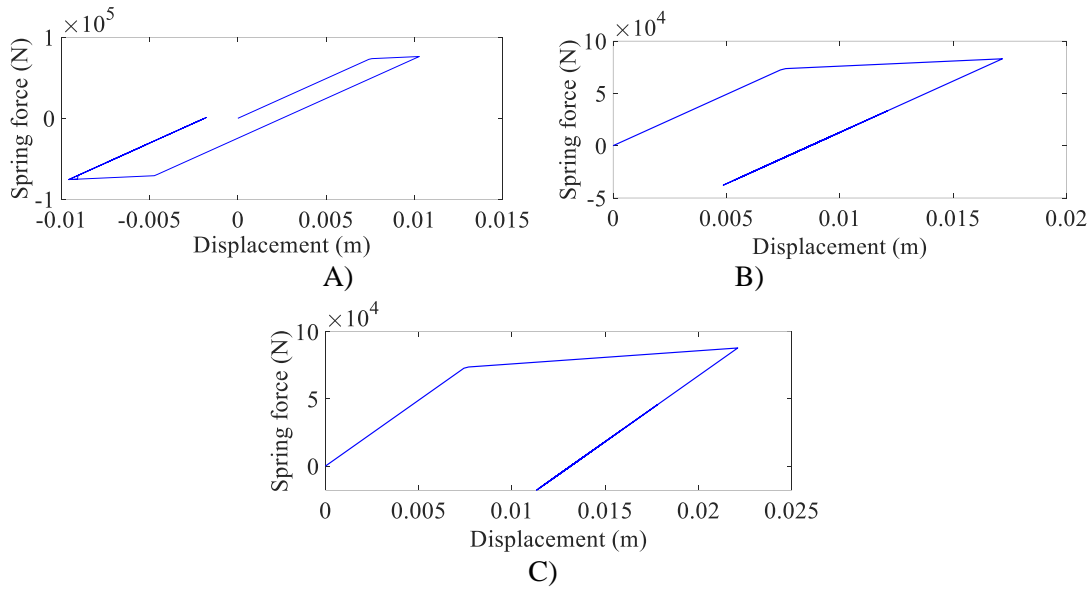 ×10^5
1
0
-1
Spring force (N)
-0.01 -0.005 0 0.005 0.01 0.015
Displacement (m)
A)
×10^4
10
5
0
-5
Spring force (N)
0 0.005 0.01 0.015 0.02
Displacement (m)
B)
×10^4
10
5
0
Spring force (N)
0 0.005 0.01 0.015 0.02 0.025
Displacement (m)
C)